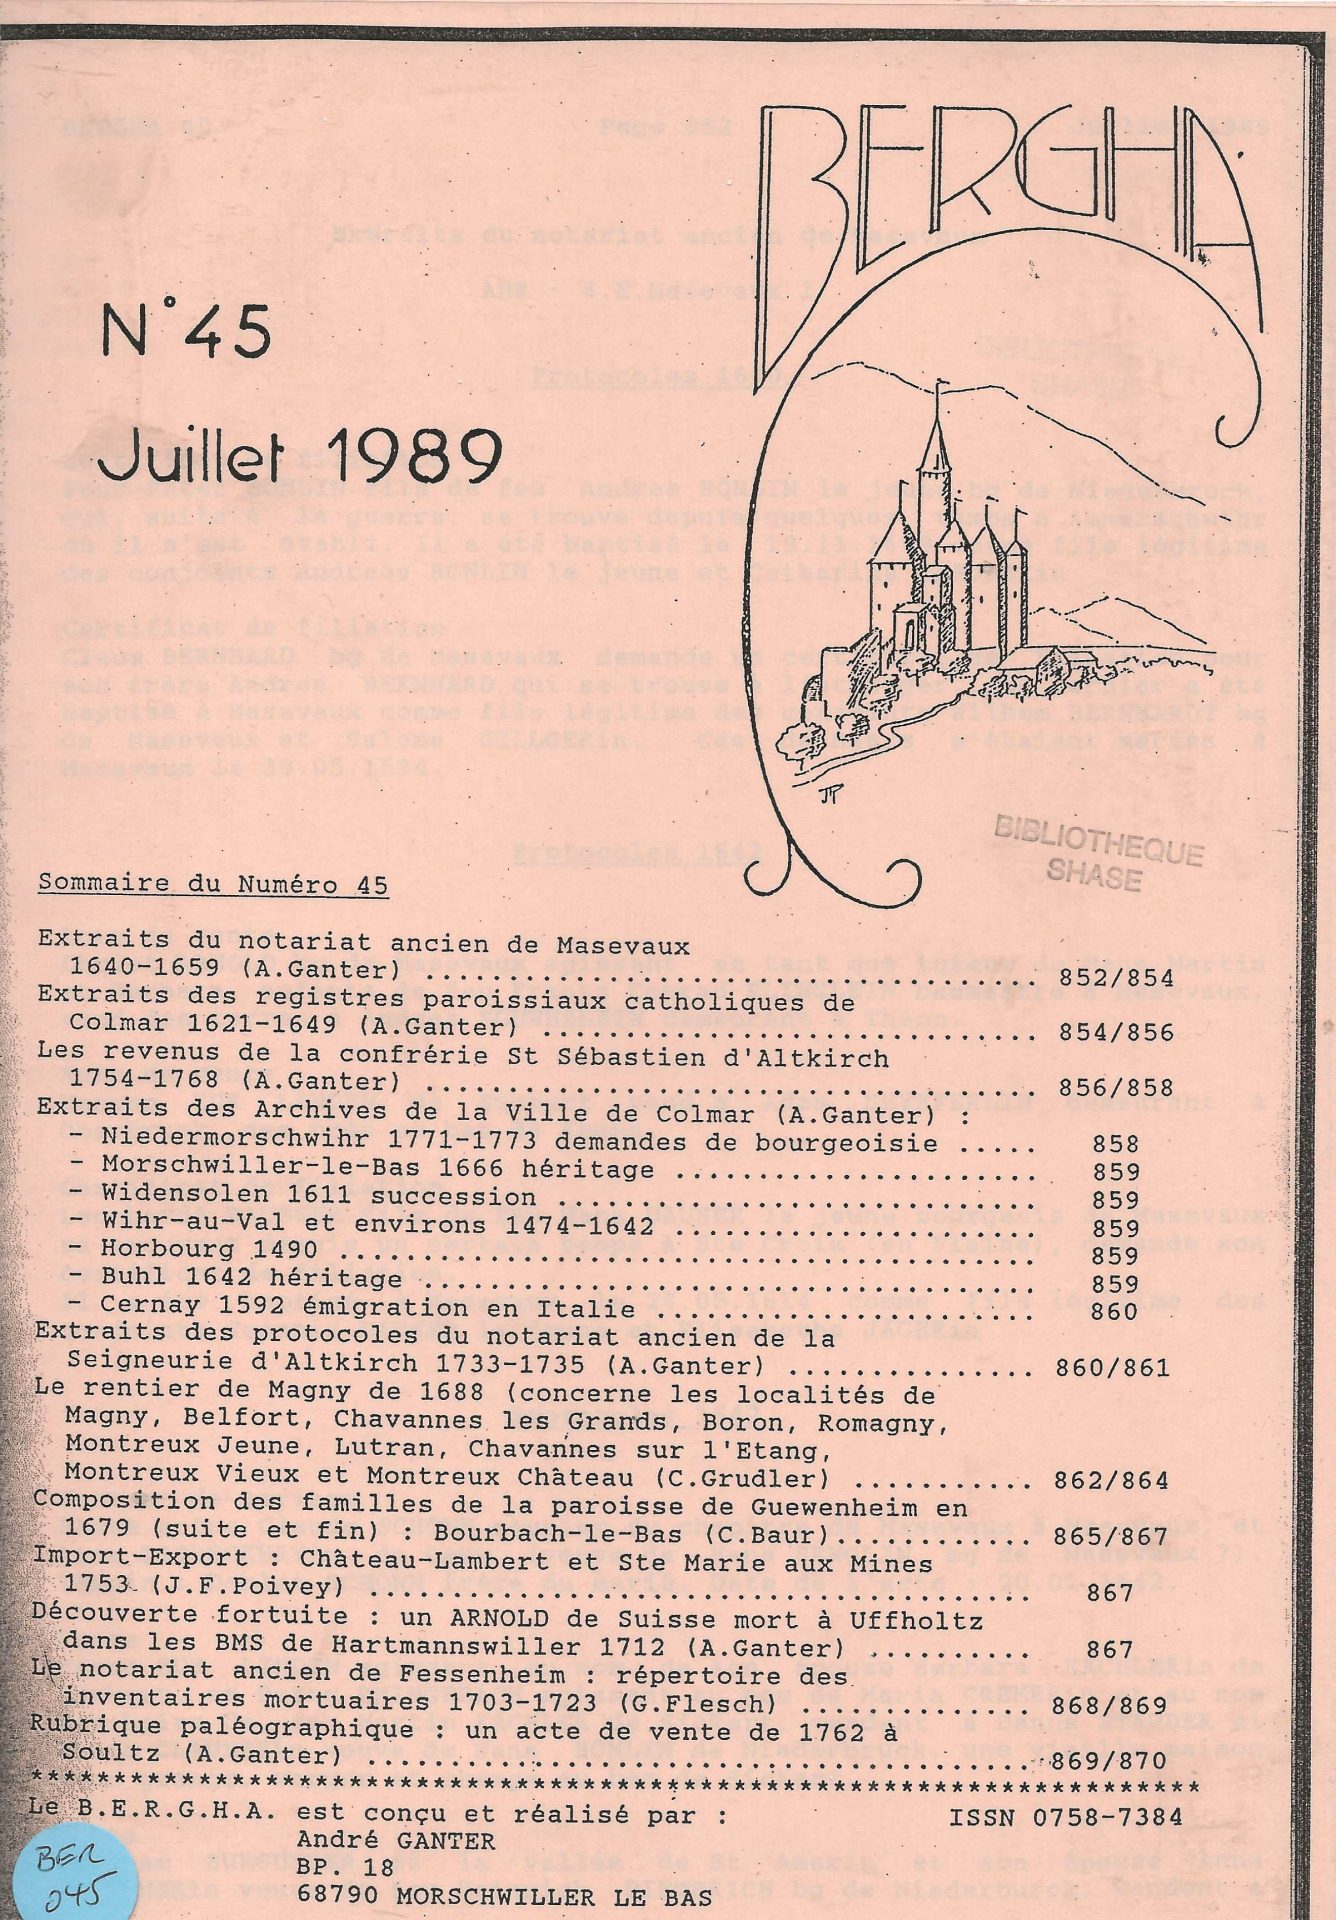 BERGHA
N°45
Juillet 1989
JP
BIBLIOTHEQUE
SHASE
Sommaire du Numéro 45
Extraits du notariat ancien de Masevaux
1640-1659 (A.Ganter) ..................................... 852/854
Extraits des registres paroissiaux catholiques de
Colmar 1621-1649 (A.Ganter) .............................. 854/856
Les revenus de la confrérie St Sébastien d'Altkirch
1754-1768 (A.Ganter) ..................................... 856/858
Extraits des Archives de la Ville de Colmar (A.Ganter) :
- Niedermorschwihr 1771-1773 demandes de bourgeoisie ..... 858
- Morschwiller-le-Bas 1666 héritage ...................... 859
- Widensolen 1611 succession ............................. 859
- Wihr-au-Val et environs 1474-1642 ....................... 859
- Horbourg 1490 .......................................... 859
- Buhl 1642 héritage ..................................... 859
- Cernay 1592 émigration en Italie ........................ 860
Extraits des protocoles du notariat ancien de la
Seigneurie d'Altkirch 1733-1735 (A.Ganter) ............... 860/861
Le rentier de Magny de 1688 (concerne les localités de
Magny, Belfort, Chavannes les Grands, Boron, Romagny,
Montreux Jeune, Lutran, Chavannes sur l'Etang,
Montreux Vieux et Montreux Château (C.Grudler) ........... 862/864
Composition des familles de la paroisse de Guewenheim en
1679 (suite et fin) : Bourbach-le-Bas (C.Baur)............ 865/867
Import-Export : Château-Lambert et Ste Marie aux Mines
1753 (J.F.Poivey) ........................................ 867
Découverte fortuite : un ARNOLD de Suisse mort à Uffholtz
dans les BMS de Hartmannswiller 1712 (A.Ganter) .......... 867
Le notariat ancien de Fessenheim : répertoire des
inventaires mortuaires 1703-1723 (G.Flesch) .............. 868/869
Rubrique paléographique : un acte de vente de 1762 à
Soultz (A.Ganter) ........................................ 869/870
***********************************************************************
Le B.E.R.G.H.A. est conçu et réalisé par : ISSN 0758-7384
André GANTER
BP. 18
68790 MORSCHWILLER LE BAS
BER
045